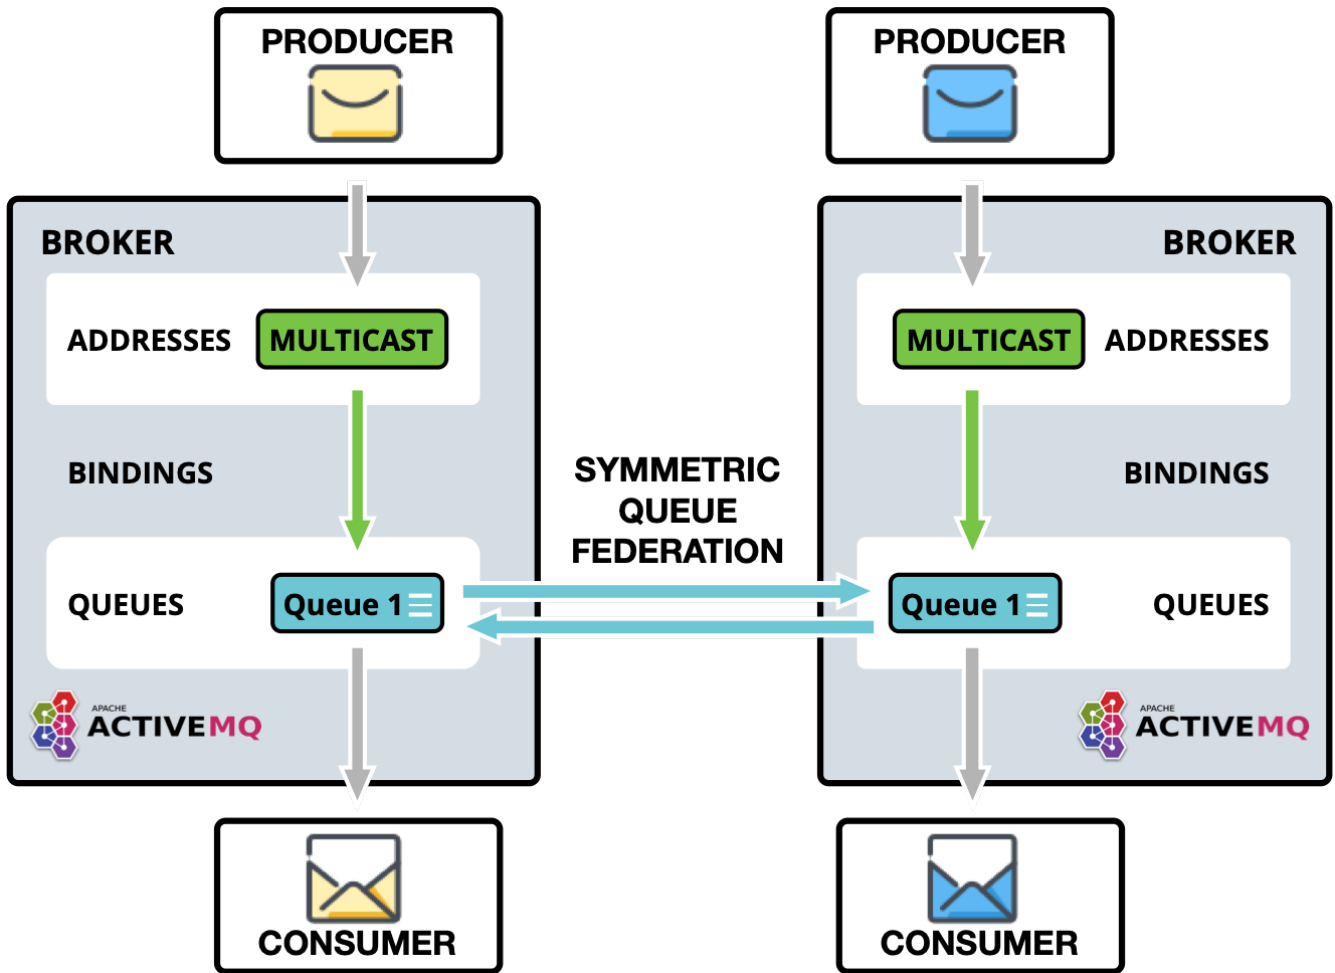 PRODUCER
PRODUCER
BROKER
BROKER
ADDRESSES
MULTICAST
MULTICAST
ADDRESSES
BINDINGS
SYMMETRIC
QUEUE
FEDERATION
BINDINGS
QUEUES
Queue 1
Queue 1
QUEUES
APACHE
ACTIVEMQ
APACHE
ACTIVEMQ
CONSUMER
CONSUMER